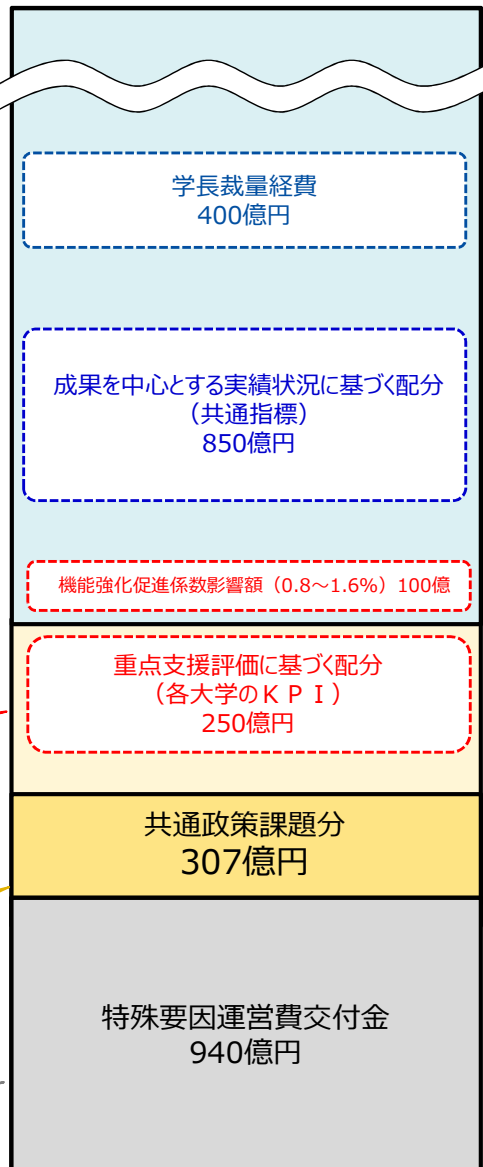 学長裁量経費
400億円
成果を中心とする実績状況に基づく配分
（共通指標）
850億円
機能強化促進係数影響額（0.8～1.6%）100億
重点支援評価に基づく配分
（各大学のＫＰＩ）
250億円
共通政策課題分
307億円
特殊要因運営費交付金
940億円